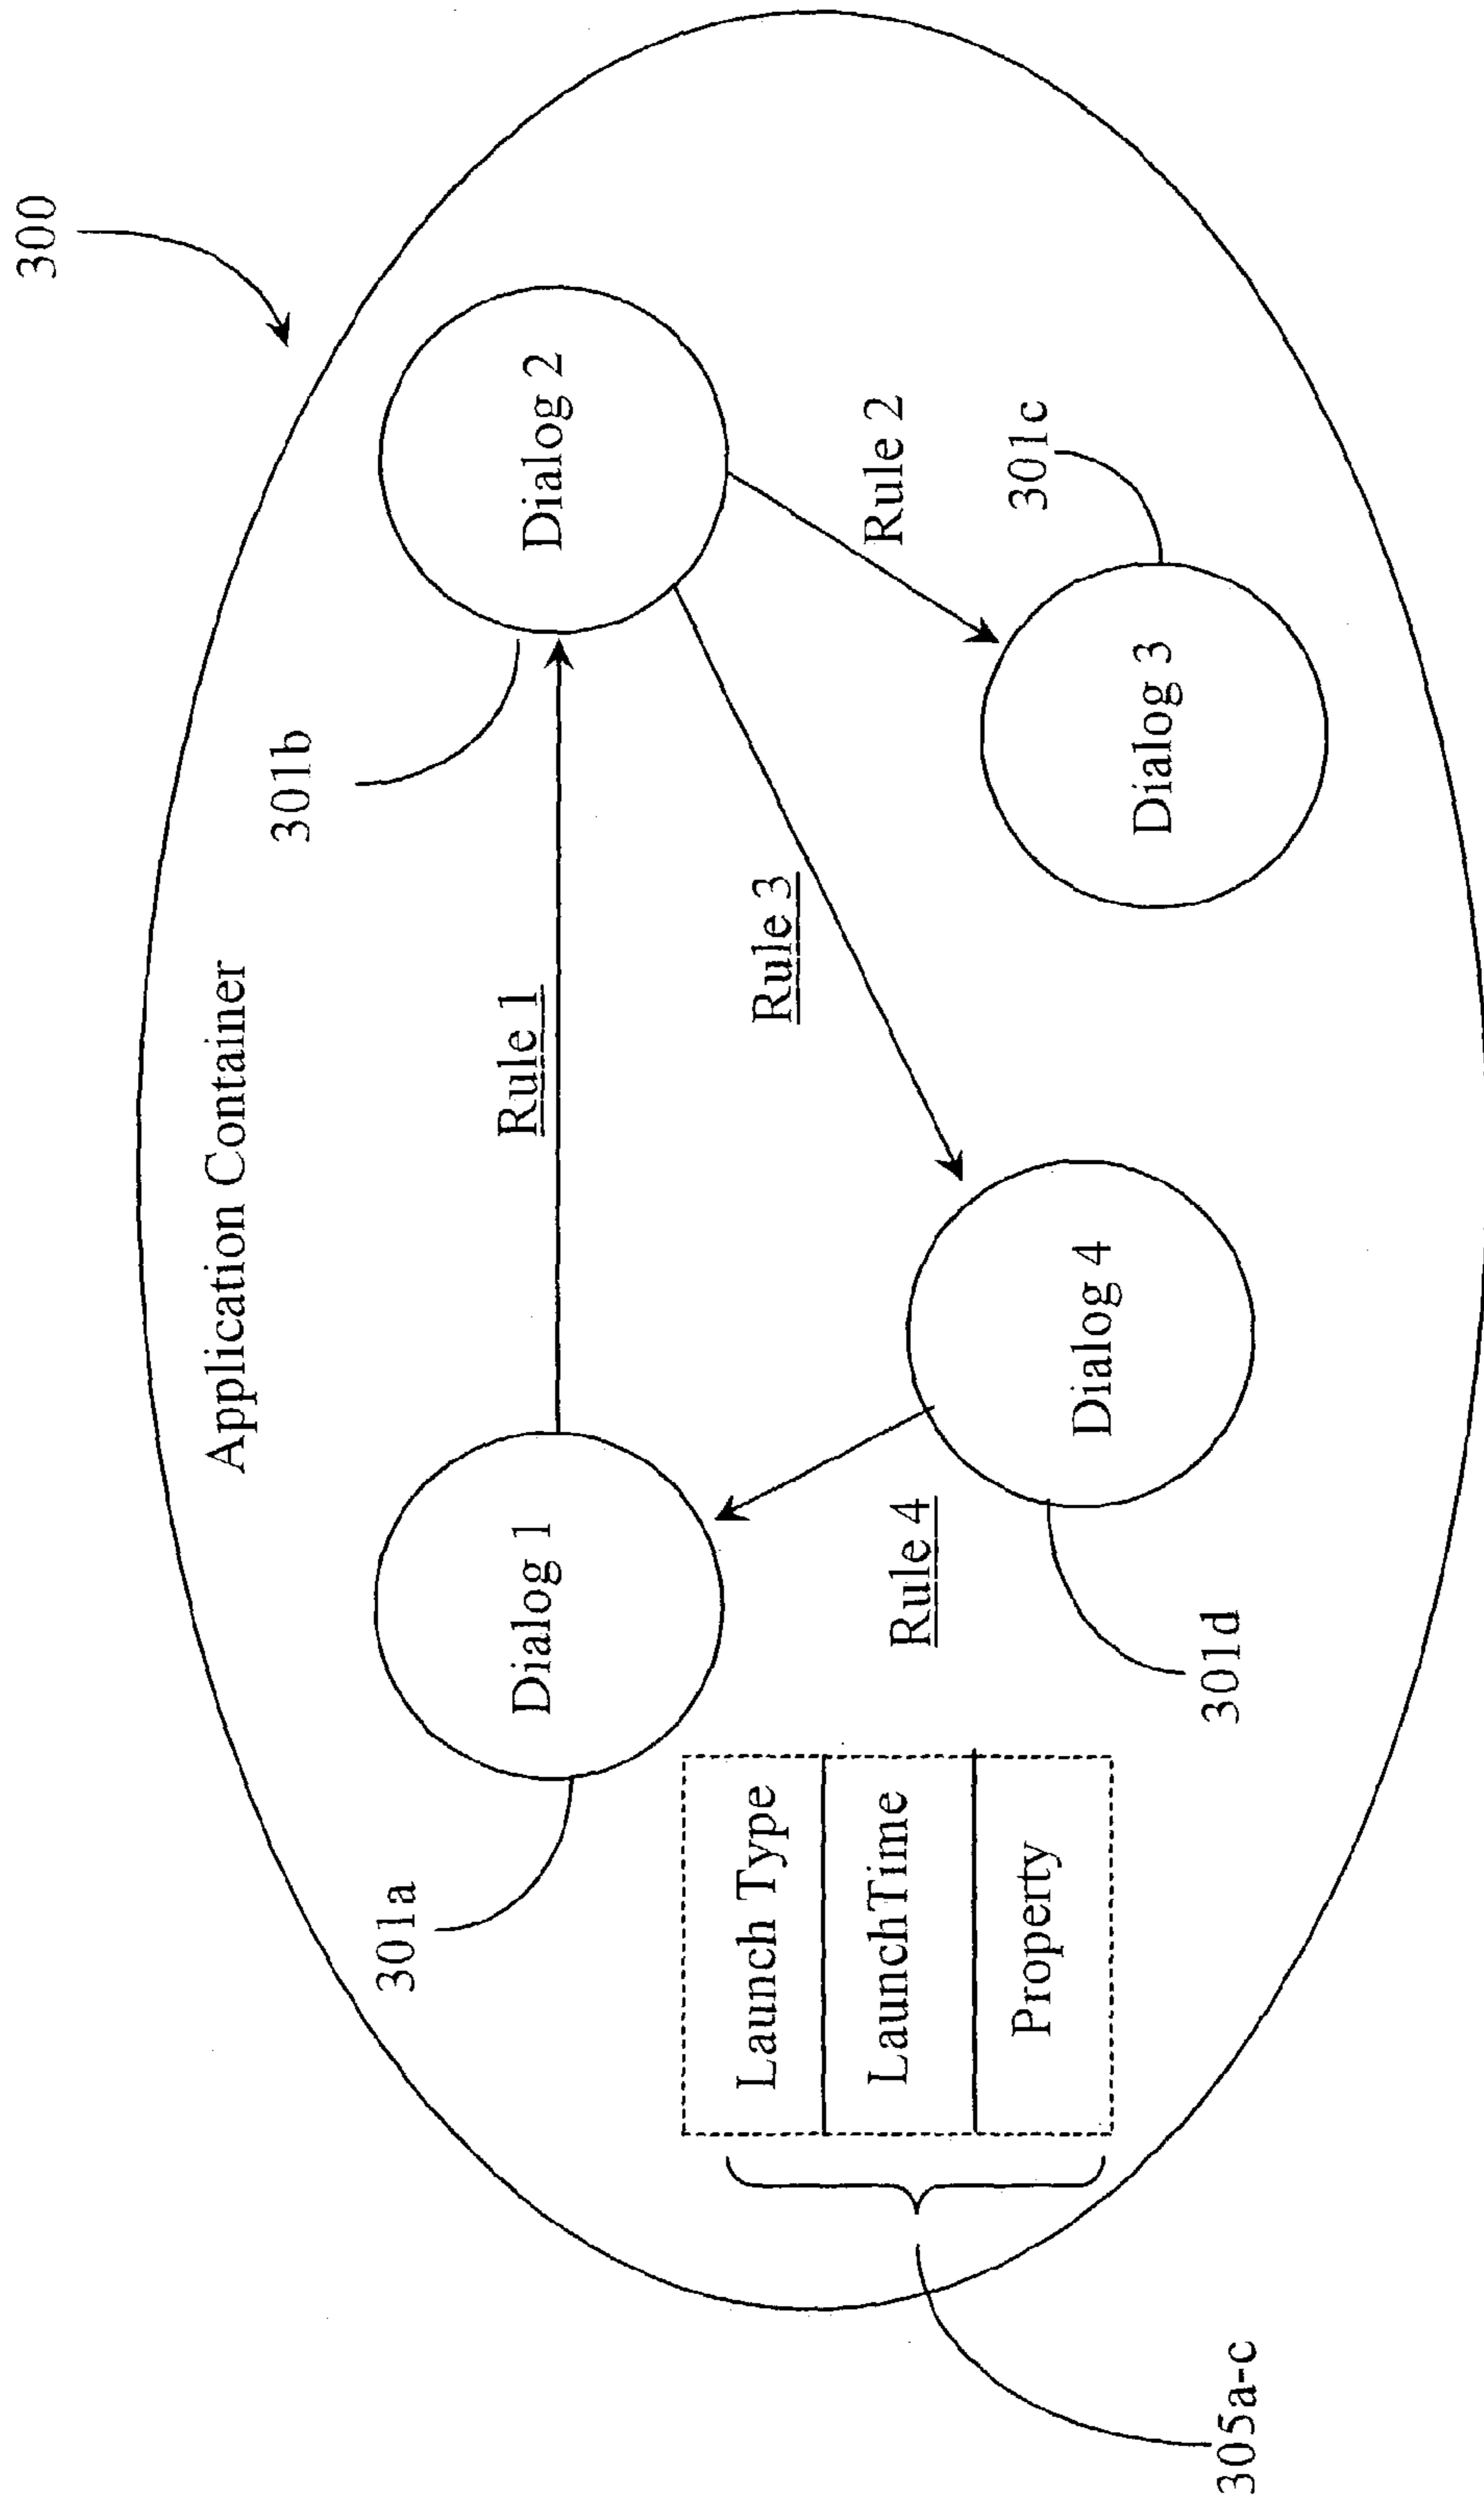 300
Application Container
301b
301a
Dialog 1
Rule 1
Dialog 2
Rule 3
Rule 2
Launch Type
LaunchTime
Property
Rule 4
301c
Dialog 4
Dialog 3
301d
305a-c